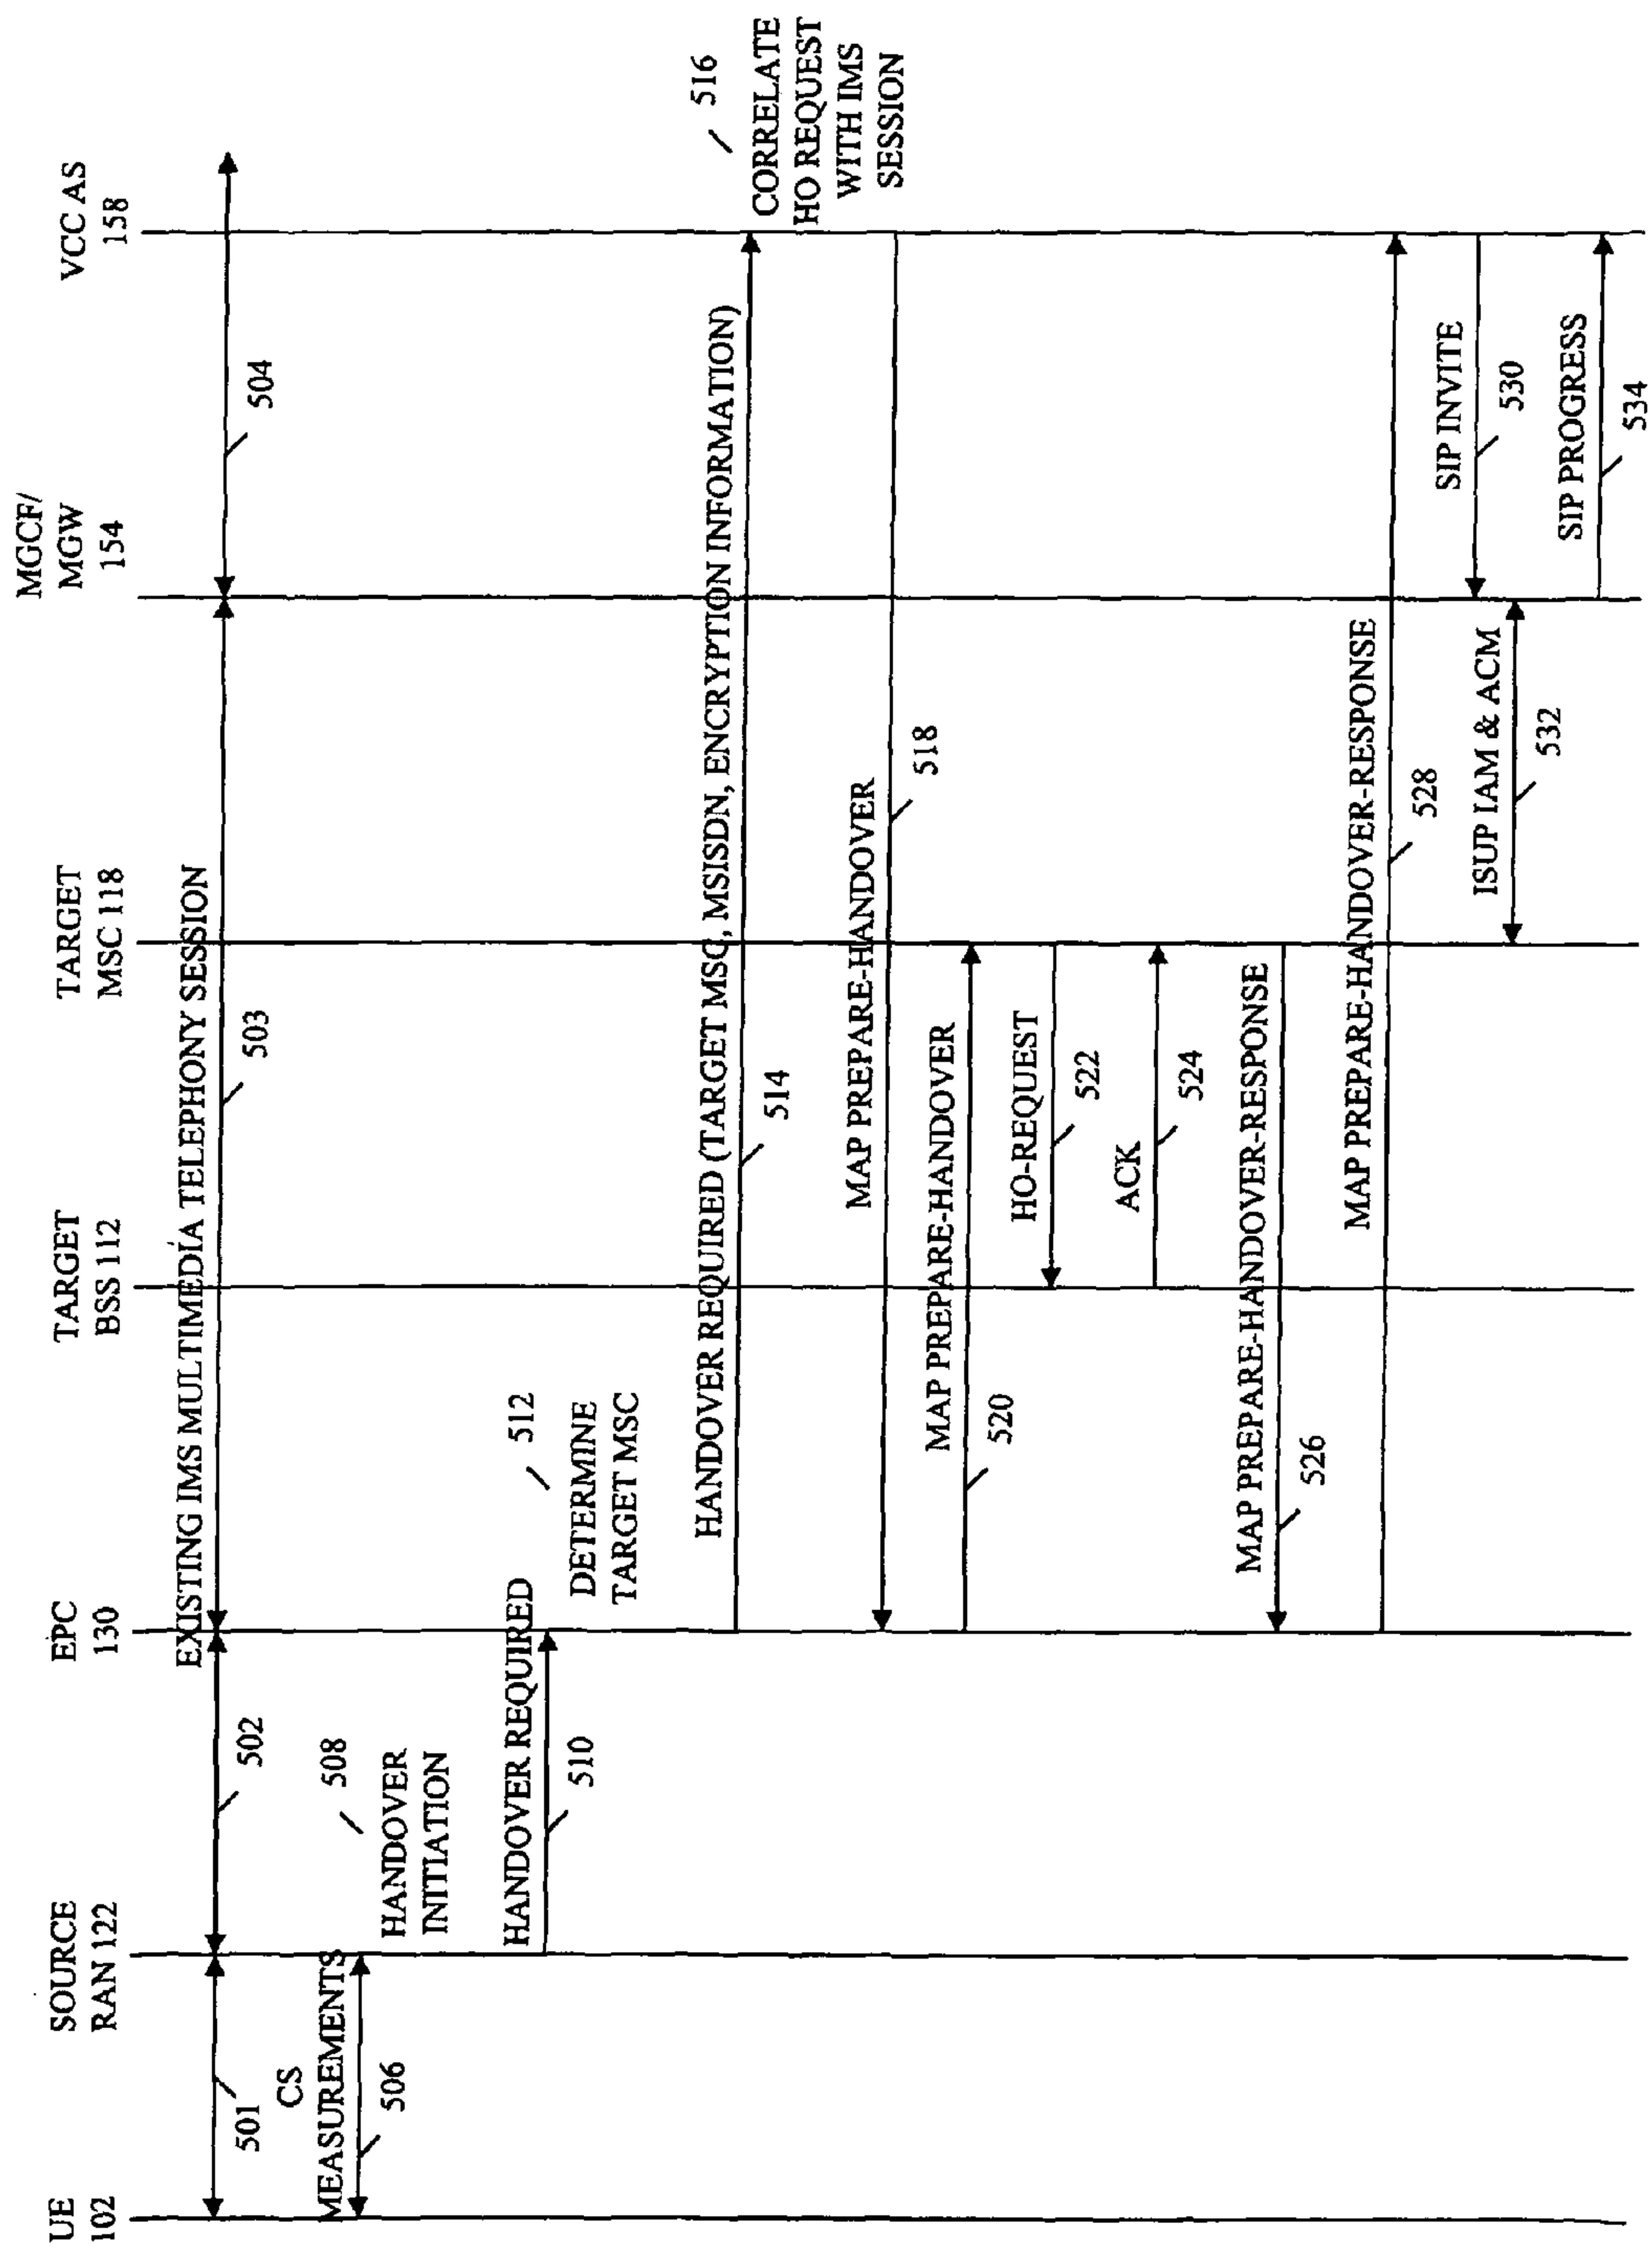 UE
102
SOURCE
RAN 122
EPC
130
TARGET
BSS 112
TARGET
MSC 118
MGCF/
MGW
154
VCC AS
158
EXISTING IMS MULTIMEDIA TELEPHONY SESSION
501
502
503
504
CS
MEASUREMENTS
506
508
HANDOVER
INITIATION
HANDOVER REQUIRED
510
512
DETERMINE
TARGET MSC
HANDOVER REQUIRED (TARGET MSC, MSISDN, ENCRYPTION INFORMATION)
514
516
CORRELATE
HO REQUEST
WITH IMS
SESSION
MAP PREPARE-HANDOVER
518
MAP PREPARE-HANDOVER
520
HO-REQUEST
522
ACK
524
MAP PREPARE-HANDOVER-RESPONSE
526
MAP PREPARE-HANDOVER-RESPONSE
528
SIP INVITE
530
ISUP IAM & ACM
532
SIP PROGRESS
534